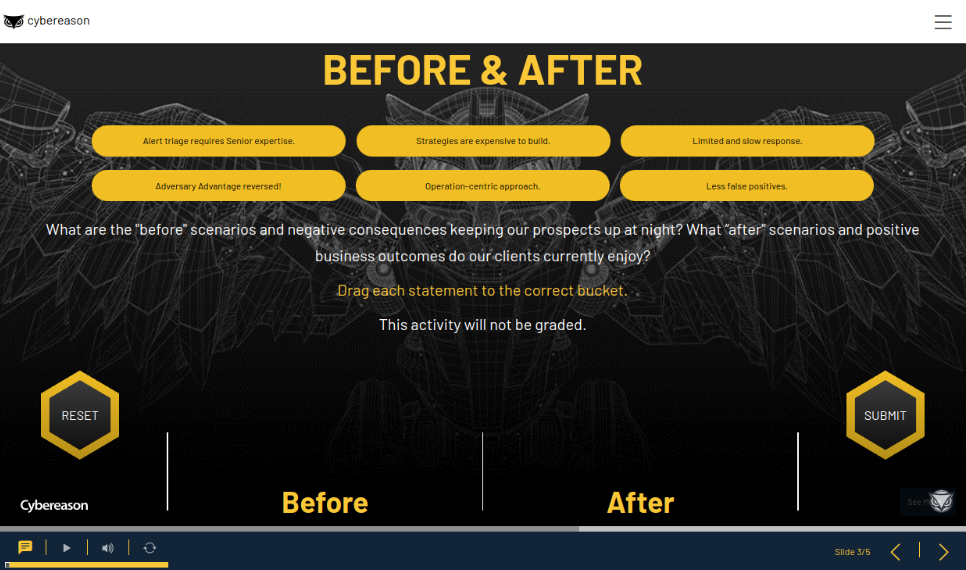 cybereason
BEFORE & AFTER
Alert triage requires Senior expertise.
Strategies are expensive to build.
Limited and slow response.
Adversary Advantage reversed!
Operation-centric approach.
Less false positives.
What are the "before" scenarios and negative consequences keeping our prospects up at night? What “after” scenarios and positive
business outcomes do our clients currently enjoy?
Drag each statement to the correct bucket.
This activity will not be graded.
RESET
SUBMIT
Before
After
Cybereason
See
Slide 3/5